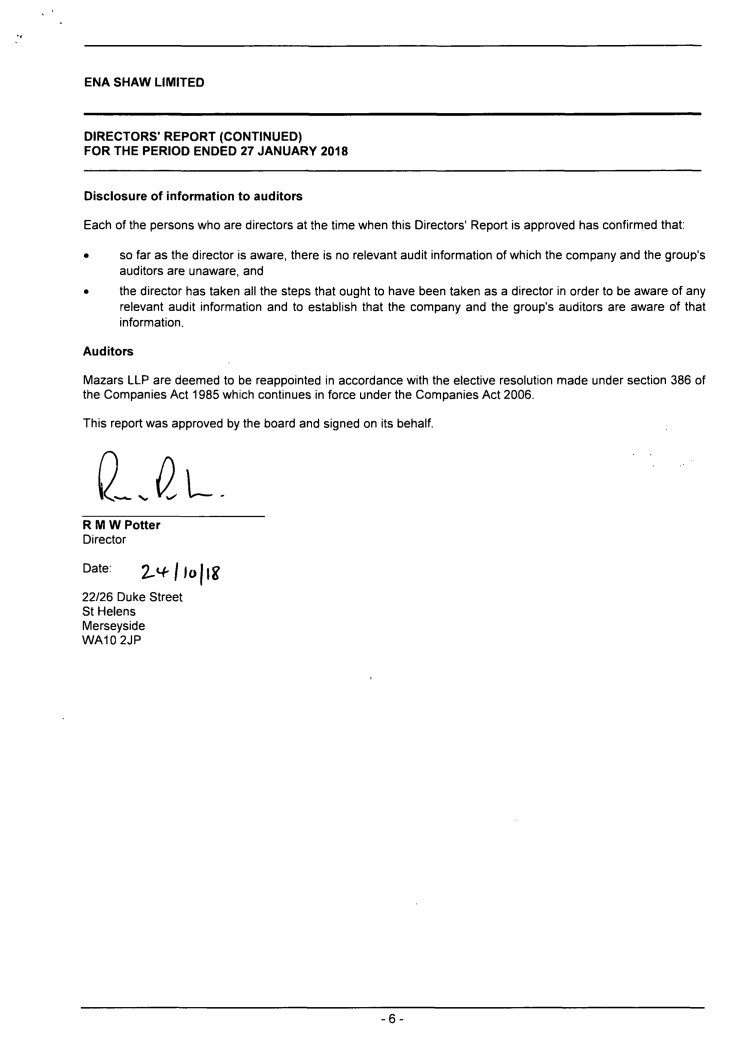 ENA SHAW LIMITED
DIRECTORS' REPORT (CONTINUED)
FOR THE PERIOD ENDED 27 JANUARY 2018
Disclosure of information to auditors
Each of the persons who are directors at the time when this Directors' Report is approved has confirmed that:
• so far as the director is aware, there is no relevant audit information of which the company and the group's
auditors are unaware, and
• the director has taken all the steps that ought to have been taken as a director in order to be aware of any
relevant audit information and to establish that the company and the group's auditors are aware of that
information.
Auditors
Mazars LLP are deemed to be reappointed in accordance with the elective resolution made under section 386 of
the Companies Act 1985 which continues in force under the Companies Act 2006.
This report was approved by the board and signed on its behalf.
R M W Potter
Director
Date: 24/10/18
22/26 Duke Street
St Helens
Merseyside
WA10 2JP
- 6 -